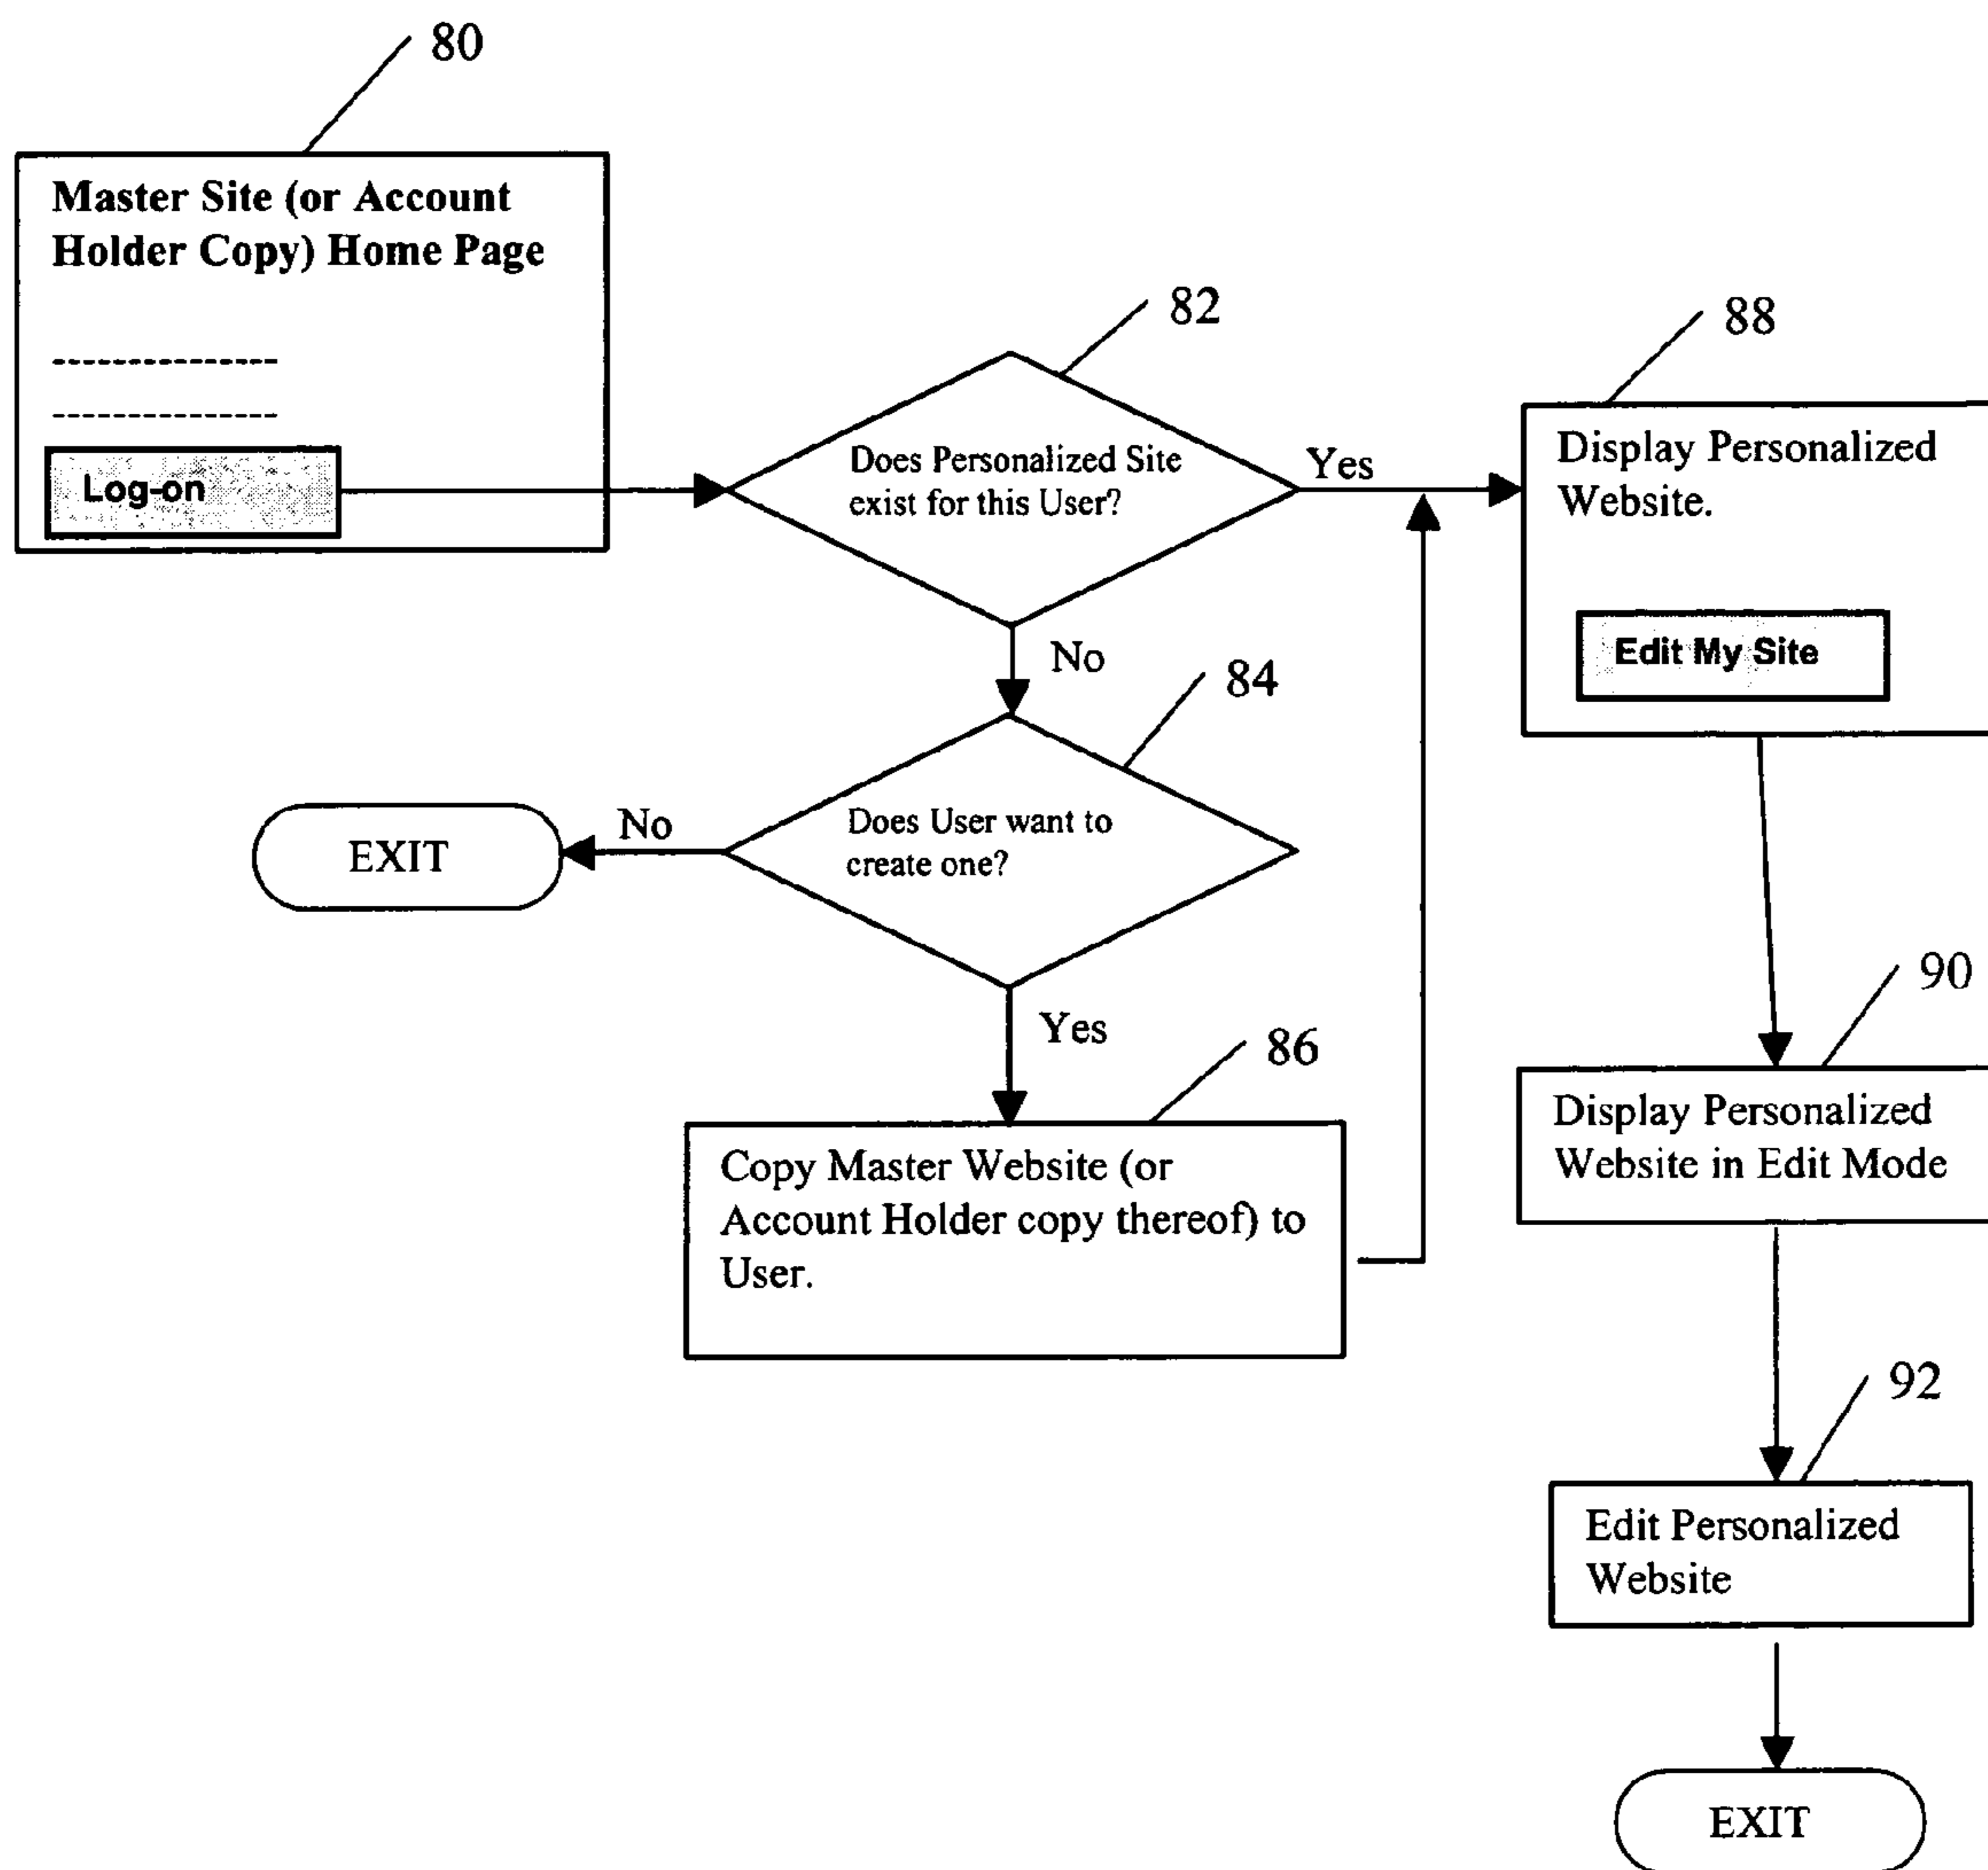 80
Master Site (or Account
Holder Copy) Home Page
---------------
---------------
Log-on
82
Does Personalized Site
exist for this User?
Yes
No
88
Display Personalized
Website.
Edit My Site
84
Does User want to
create one?
No
EXIT
Yes
86
Copy Master Website (or
Account Holder copy thereof) to
User.
90
Display Personalized
Website in Edit Mode
92
Edit Personalized
Website
EXIT